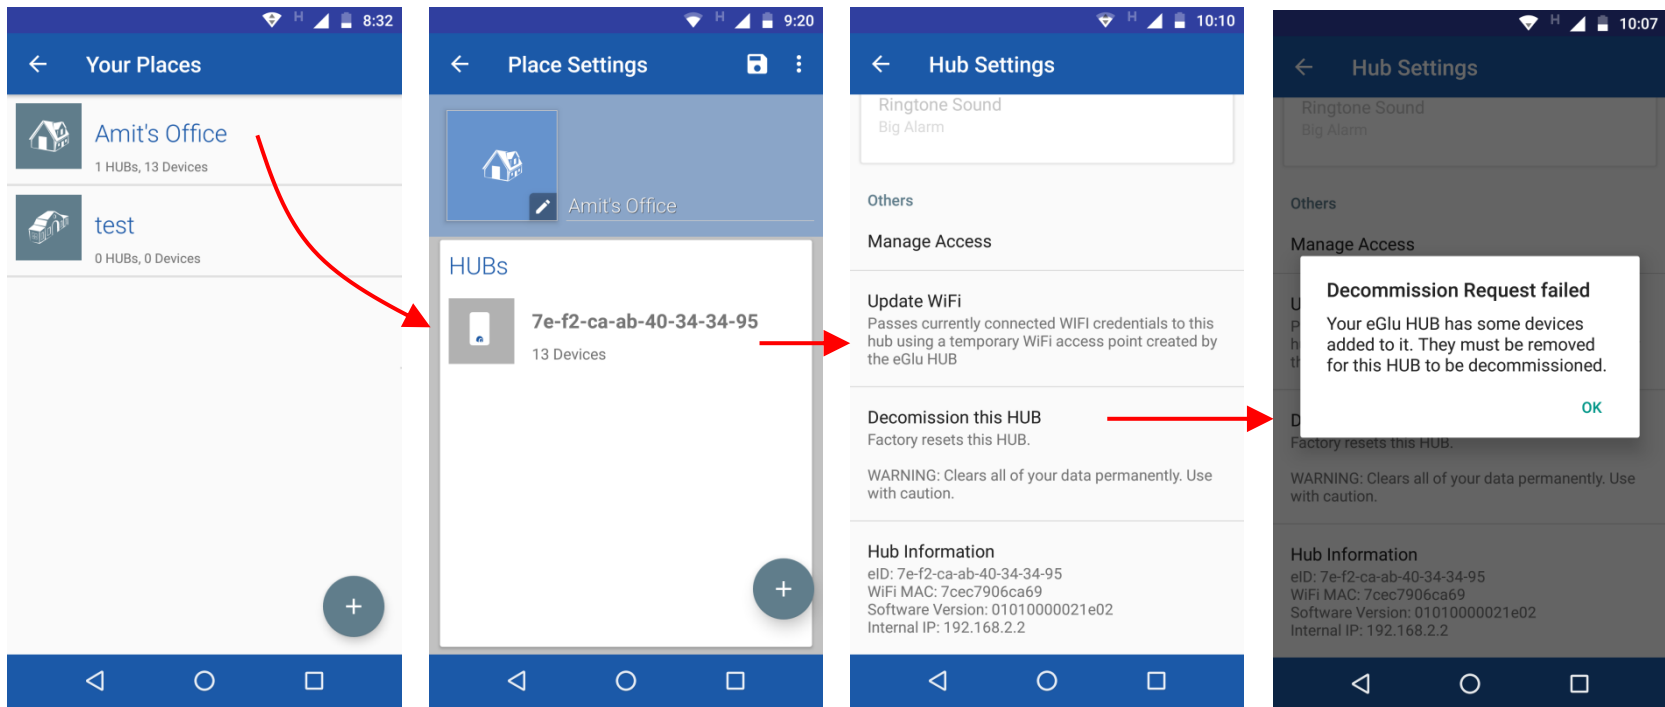 H 8:32
Your Places
Amit's Office
1 HUBs, 13 Devices
test
0 HUBs, 0 Devices
H 9:20
Place Settings
Amit's Office
HUBs
7e-f2-ca-ab-40-34-34-95
13 Devices
H 10:10
Hub Settings
Ringtone Sound
Big Alarm
Others
Manage Access
Update WiFi
Passes currently connected WIFI credentials to this
hub using a temporary WiFi access point created by
the eGlu HUB
Decomission this HUB
Factory resets this HUB.
WARNING: Clears all of your data permanently. Use
with caution.
Hub Information
eID: 7e-f2-ca-ab-40-34-34-95
WiFi MAC: 7cec7906ca69
Software Version: 01010000021e02
Internal IP: 192.168.2.2
H 10:07
Hub Settings
Ringtone Sound
Big Alarm
Others
Manage Access
Decommission Request failed
Your eGlu HUB has some devices
added to it. They must be removed
for this HUB to be decommissioned.
OK
Factory resets this HUB.
WARNING: Clears all of your data permanently. Use
with caution.
Hub Information
eID: 7e-f2-ca-ab-40-34-34-95
WiFi MAC: 7cec7906ca69
Software Version: 01010000021e02
Internal IP: 192.168.2.2